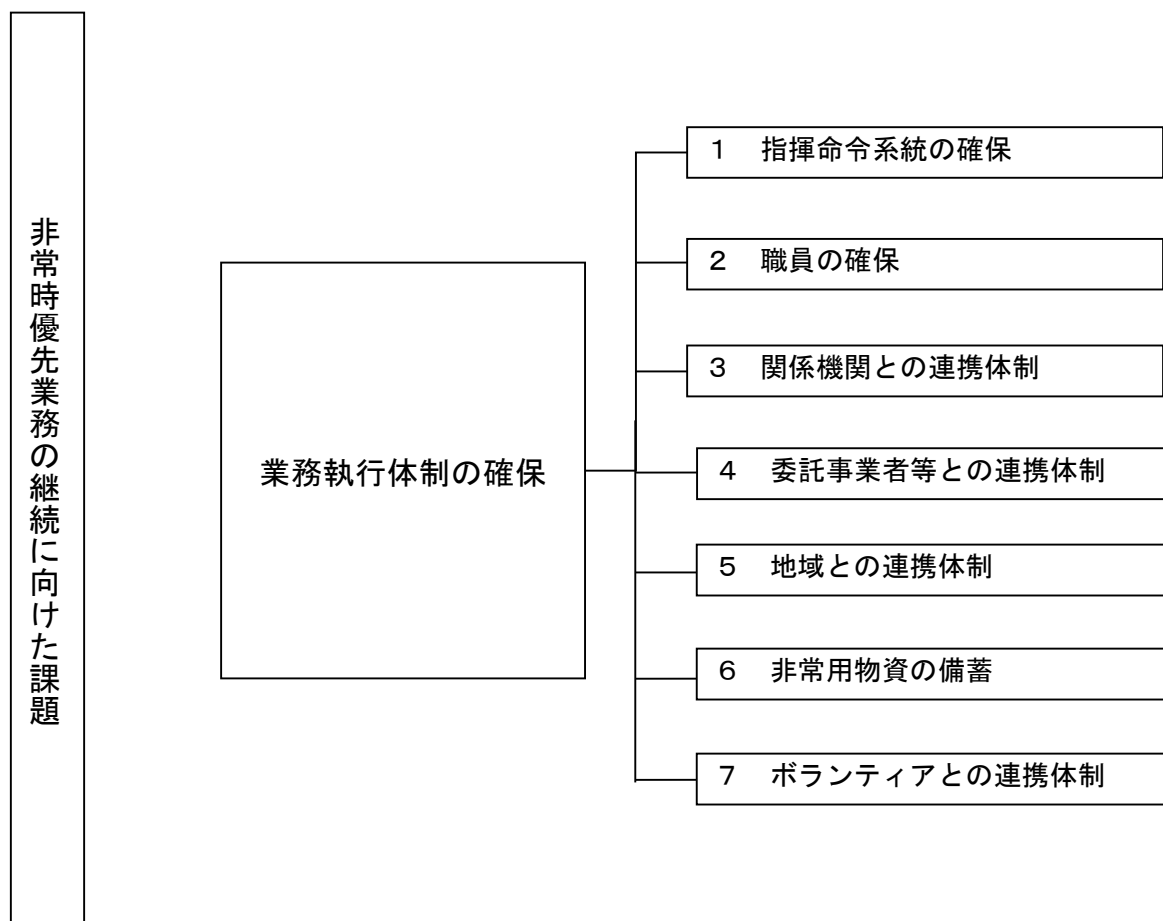 非常時優先業務の継続に向けた課題
業務執行体制の確保
１　指揮命令系統の確保
２　職員の確保
３　関係機関との連携体制
４　委託事業者等との連携体制
５　地域との連携体制
６　非常用物資の備蓄
７　ボランティアとの連携体制